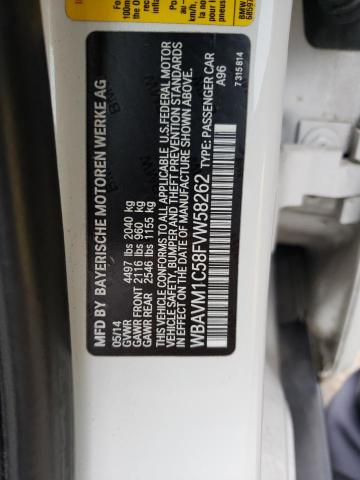 MFD BY BAYERISCHE MOTOREN WERKE AG
05/14
GVWR 4497 lbs 2040 kg
GAWR FRONT 2116 lbs 960 kg
GAWR REAR 2546 lbs 1155 kg
THIS VEHICLE CONFORMS TO ALL APPLICABLE U.S. FEDERAL MOTOR
VEHICLE SAFETY, BUMPER AND THEFT PREVENTION STANDARDS
IN EFFECT ON THE DATE OF MANUFACTURE SHOWN ABOVE.
WBAVM1C58FVW58262 TYPE: PASSENGER CAR
A96
7 315 814
BMW